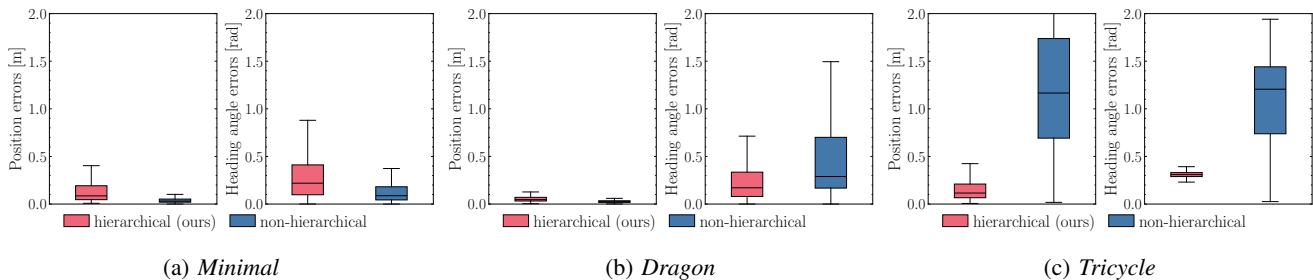 Position errors [m]
2.0
1.5
1.0
0.5
0.0
Heading angle errors [rad]
2.0
1.5
1.0
0.5
0.0
hierarchical (ours) non-hierarchical
(a) Minimal
Position errors [m]
2.0
1.5
1.0
0.5
0.0
Heading angle errors [rad]
2.0
1.5
1.0
0.5
0.0
hierarchical (ours) non-hierarchical
(b) Dragon
Position errors [m]
2.0
1.5
1.0
0.5
0.0
Heading angle errors [rad]
2.0
1.5
1.0
0.5
0.0
hierarchical (ours) non-hierarchical
(c) Tricycle